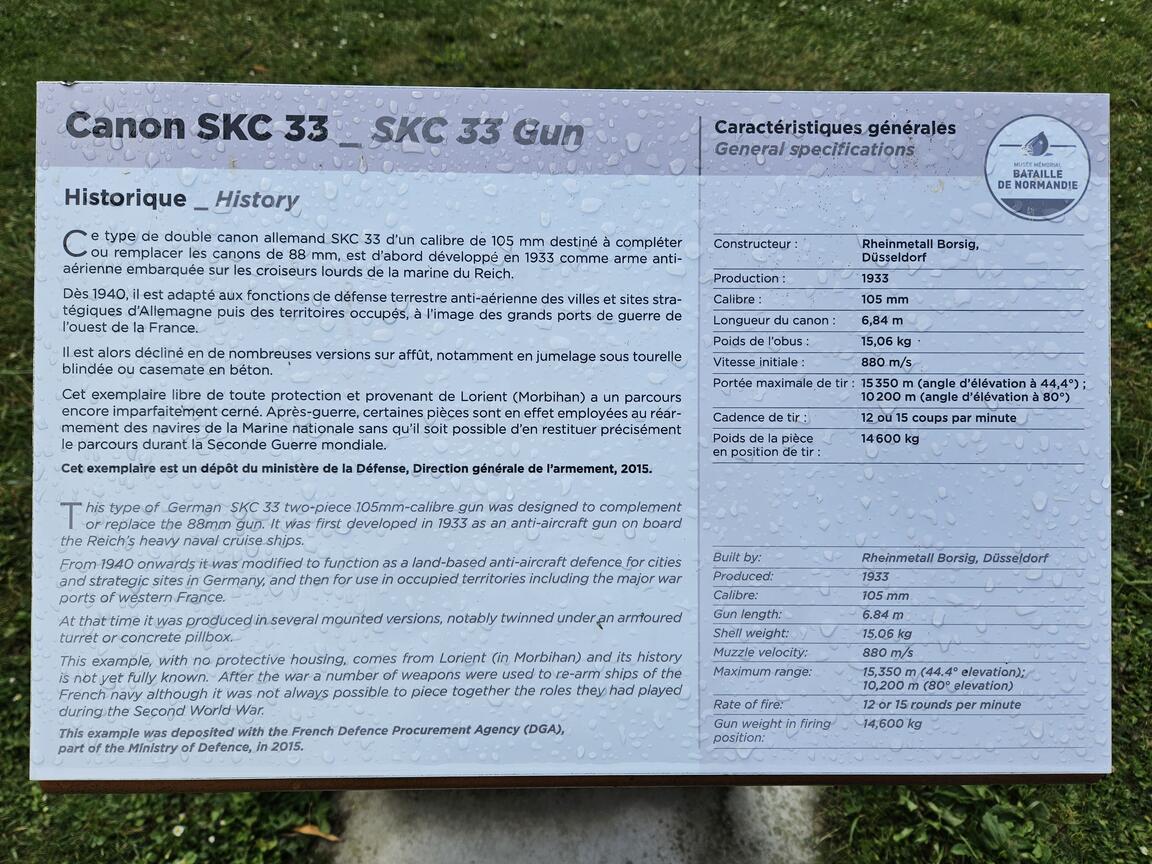 Canon SKC 33 _ SKC 33 Gun
Historique _ History
Ce type de double canon allemand SKC 33 d'un calibre de 105 mm destiné à compléter
ou remplacer les canons de 88 mm, est d'abord développé en 1933 comme arme anti-
aérienne embarquée sur les croiseurs lourds de la marine du Reich.
Dès 1940, il est adapté aux fonctions de défense terrestre anti-aérienne des villes et sites stra-
tégiques d'Allemagne puis des territoires occupés, à l'image des grands ports de guerre de
l'ouest de la France.
Il est alors décliné en de nombreuses versions sur affût, notamment en jumelage sous tourelle
blindée ou casemate en béton.
Cet exemplaire libre de toute protection et provenant de Lorient (Morbihan) a un parcours
encore imparfaitement cerné. Après-guerre, certaines pièces sont en effet employées au réar-
mement des navires de la Marine nationale sans qu'il soit possible d'en restituer précisément
le parcours durant la Seconde Guerre mondiale.
Cet exemplaire est un dépôt du ministère de la Défense, Direction générale de l'armement, 2015.
This type of German SKC 33 two-piece 105mm-calibre gun was designed to complement
or replace the 88mm gun. It was first developed in 1933 as an anti-aircraft gun on board
the Reich's heavy naval cruise ships.
From 1940 onwards it was modified to function as a land-based anti-aircraft defence for cities
and strategic sites in Germany, and then for use in occupied territories including the major war
ports of western France.
At that time it was produced in several mounted versions, notably twinned under an armoured
turret or concrete pillbox.
This example, with no protective housing, comes from Lorient (in Morbihan) and its history
is not yet fully known. After the war a number of weapons were used to re-arm ships of the
French navy although it was not always possible to piece together the roles they had played
during the Second World War.
This example was deposited with the French Defence Procurement Agency (DGA),
part of the Ministry of Defence, in 2015.
Caractéristiques générales
General specifications
MUSÉE MÉMORIAL
BATAILLE
DE NORMANDIE
Constructeur : Rheinmetall Borsig,
Düsseldorf
Production : 1933
Calibre : 105 mm
Longueur du canon : 6,84 m
Poids de l'obus : 15,06 kg
Vitesse initiale : 880 m/s
Portée maximale de tir : 15 350 m (angle d'élévation à 44,4°) ;
10 200 m (angle d'élévation à 80°)
Cadence de tir : 12 ou 15 coups par minute
Poids de la pièce 14 600 kg
en position de tir :
Built by: Rheinmetall Borsig, Düsseldorf
Produced: 1933
Calibre: 105 mm
Gun length: 6.84 m
Shell weight: 15,06 kg
Muzzle velocity: 880 m/s
Maximum range: 15,350 m (44.4° elevation);
10,200 m (80° elevation)
Rate of fire: 12 or 15 rounds per minute
Gun weight in firing 14,600 kg
position: